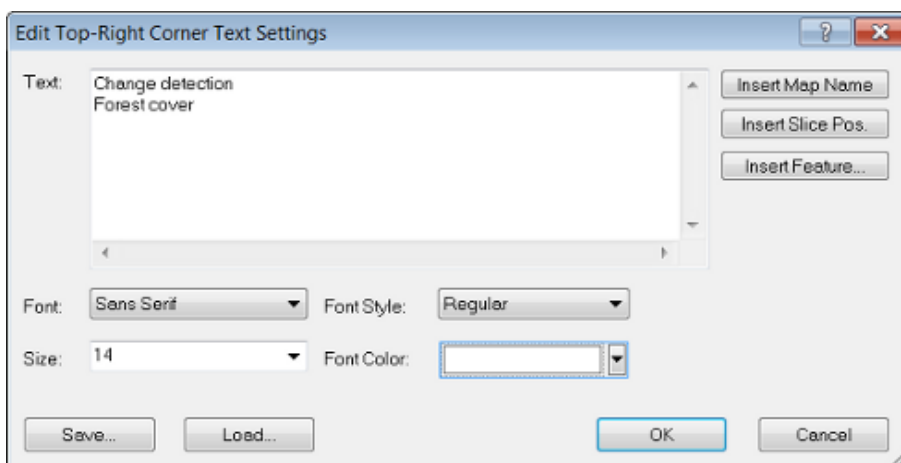 Edit Top-Right Corner Text Settings
?
Text:
Change detection
Forest cover
Insert Map Name
Insert Slice Pos.
Insert Feature...
Font:
Sans Serif
Font Style:
Regular
Size:
14
Font Color:
Save...
Load...
OK
Cancel